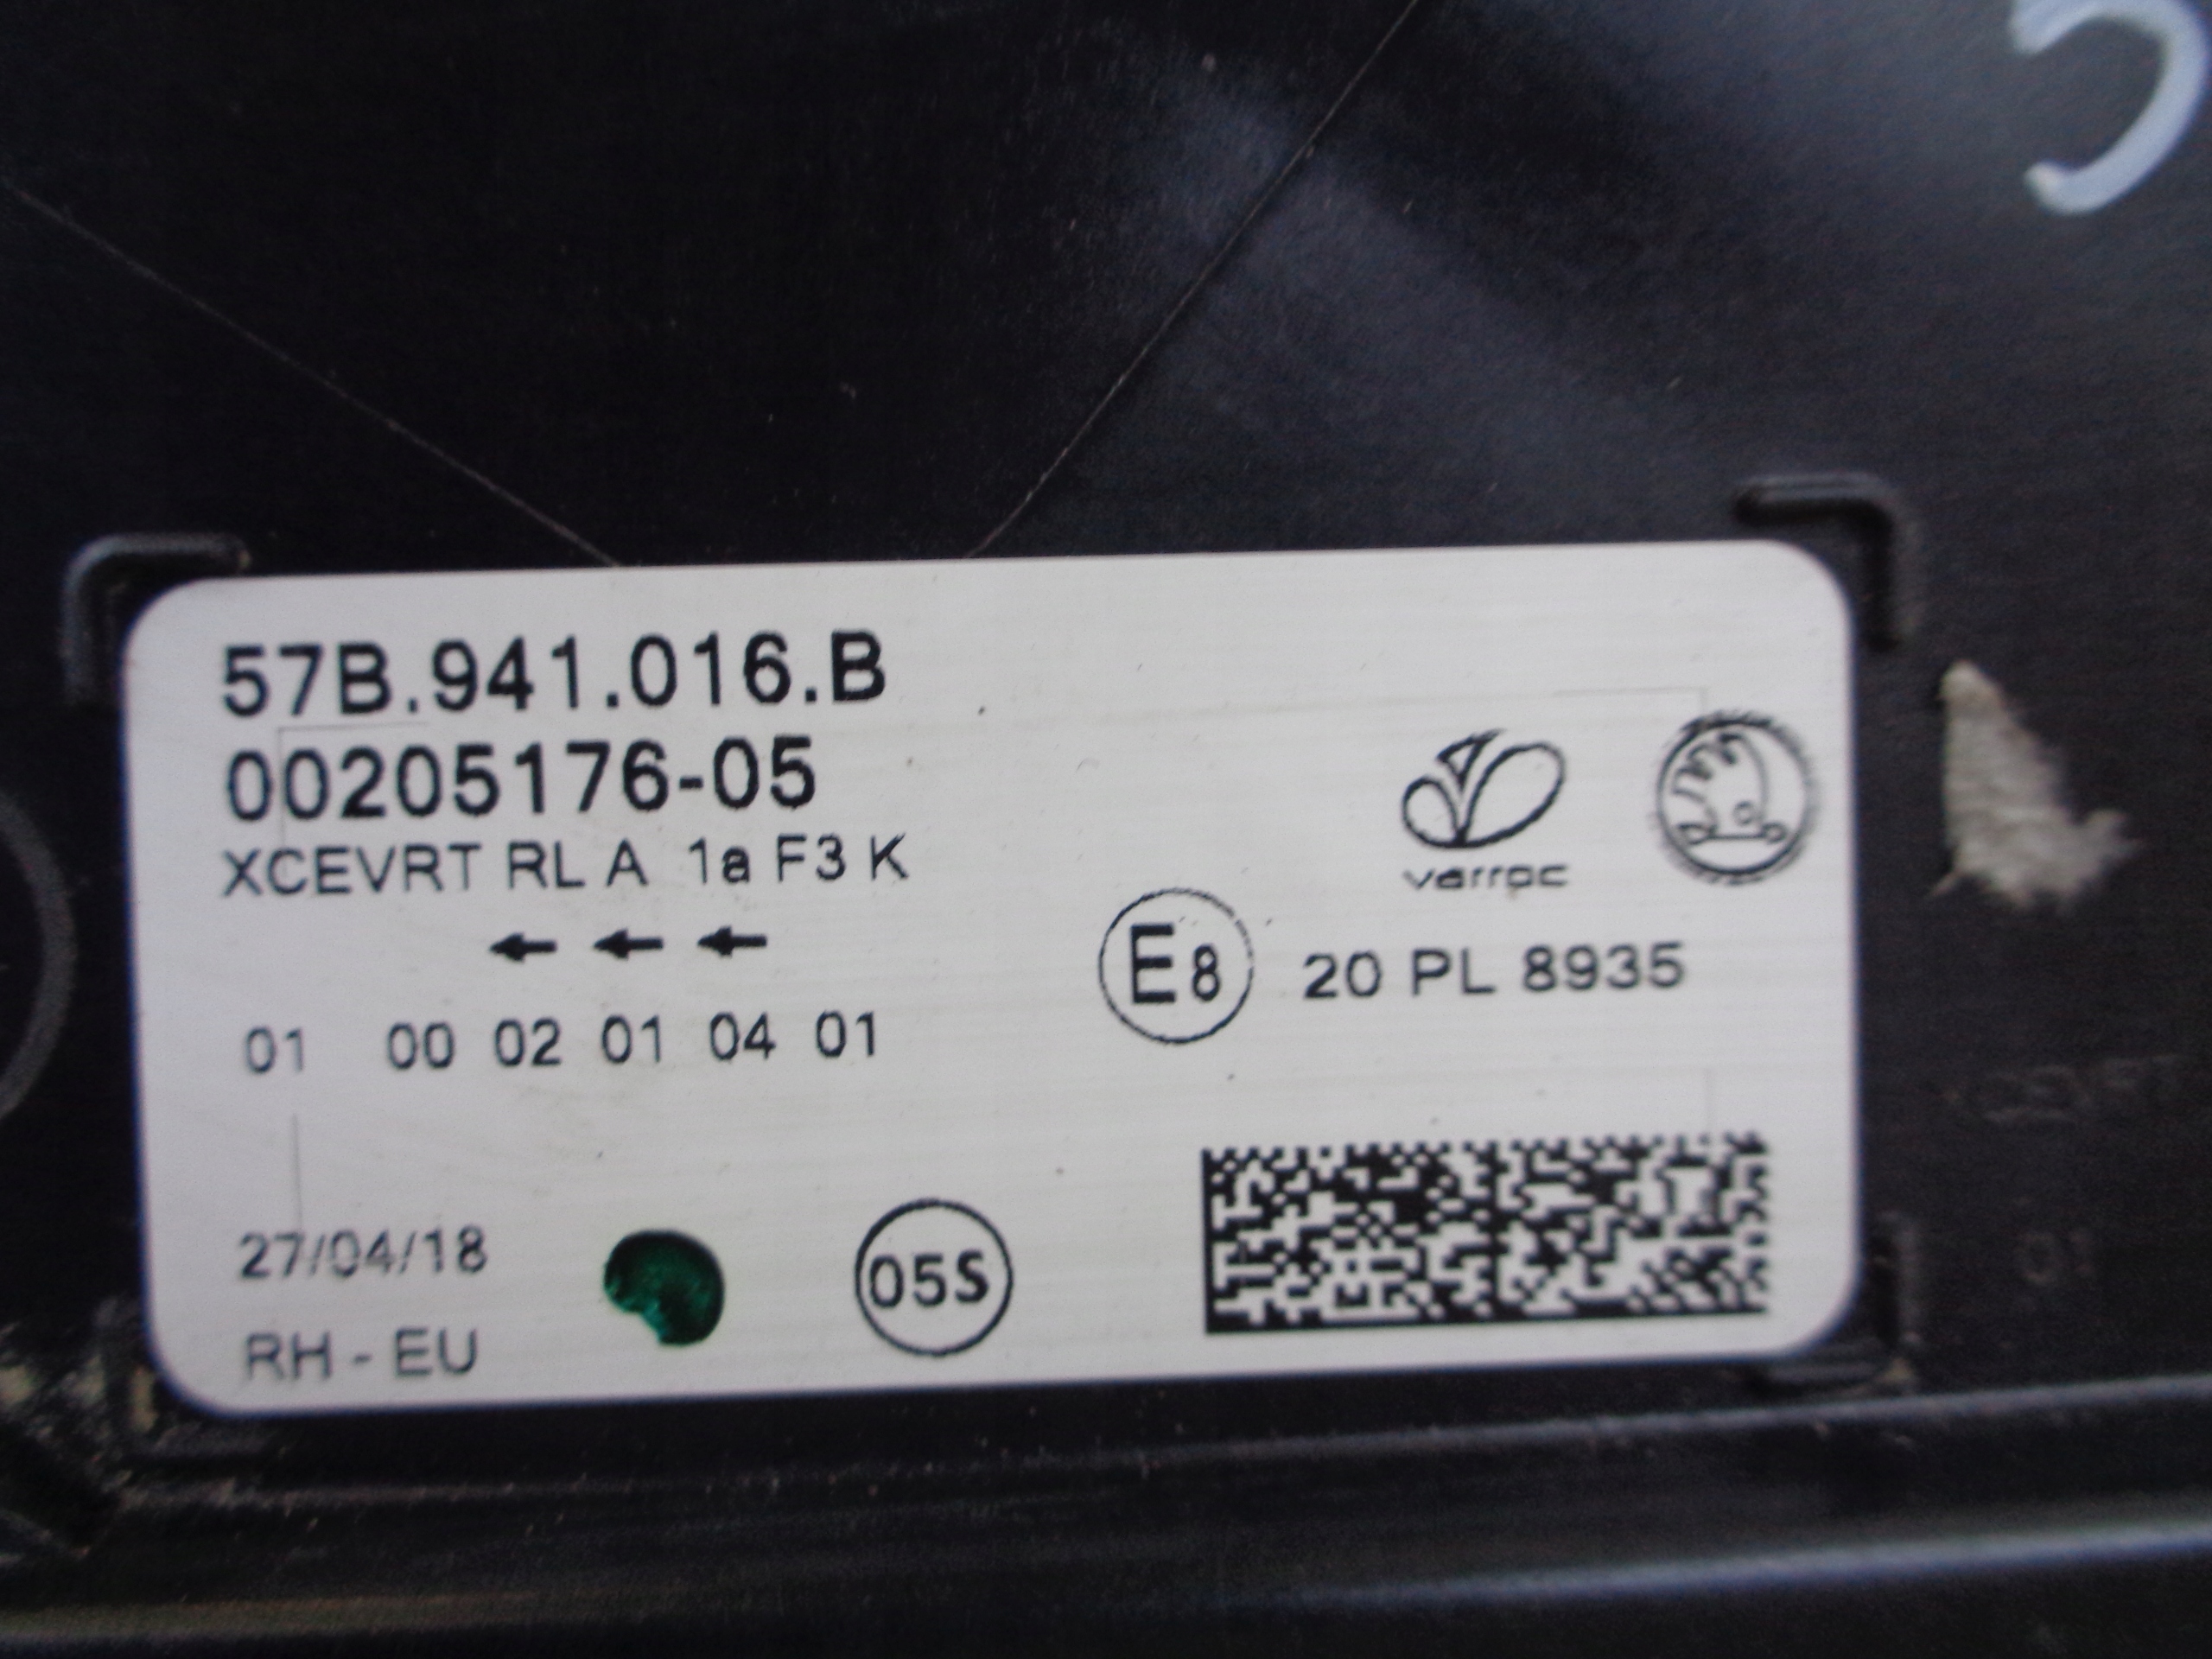 57B.941.016.B
00205176-05
XCEVRT RL A 1a F3 K
varroc
E8 20 PL 8935
01 00 02 01 04 01
27/04/18
05S
RH - EU